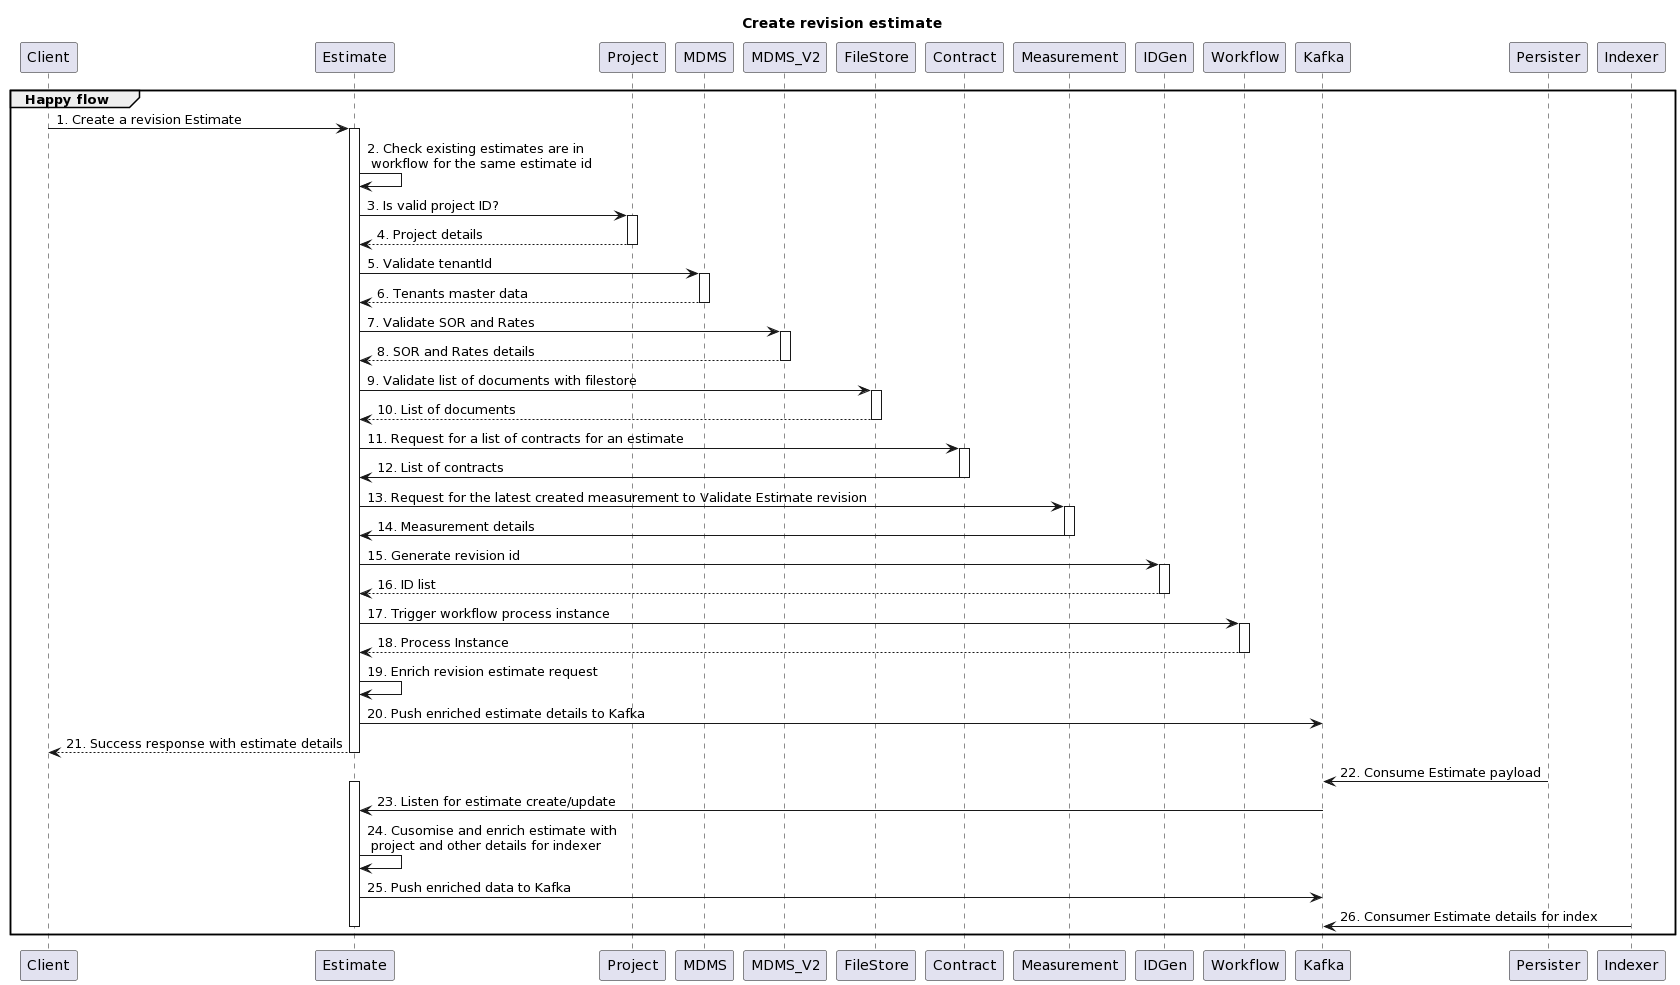 Create revision estimate
Client Estimate Project MDMS MDMS_V2 FileStore Contract Measurement IDGen Workflow Kafka Persister Indexer
Happy flow
1. Create a revision Estimate
2. Check existing estimates are in
workflow for the same estimate id
3. Is valid project ID?
4. Project details
5. Validate tenantId
6. Tenants master data
7. Validate SOR and Rates
8. SOR and Rates details
9. Validate list of documents with filestore
10. List of documents
11. Request for a list of contracts for an estimate
12. List of contracts
13. Request for the latest created measurement to Validate Estimate revision
14. Measurement details
15. Generate revision id
16. ID list
17. Trigger workflow process instance
18. Process Instance
19. Enrich revision estimate request
20. Push enriched estimate details to Kafka
21. Success response with estimate details
22. Consume Estimate payload
23. Listen for estimate create/update
24. Cusomise and enrich estimate with
project and other details for indexer
25. Push enriched data to Kafka
26. Consumer Estimate details for index
Client Estimate Project MDMS MDMS_V2 FileStore Contract Measurement IDGen Workflow Kafka Persister Indexer